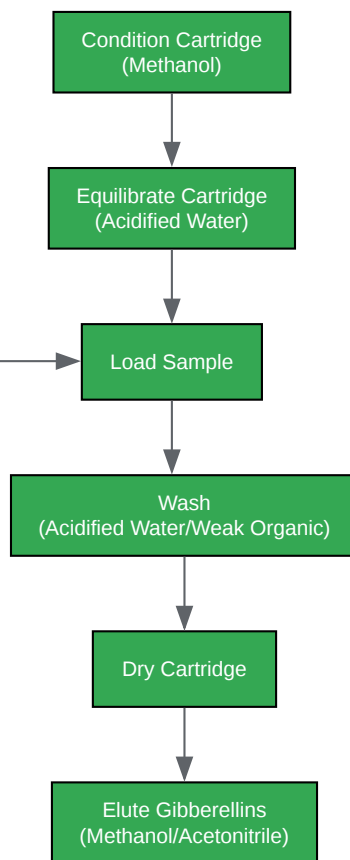 Condition Cartridge
(Methanol)
Equilibrate Cartridge
(Acidified Water)
Load Sample
Wash
(Acidified Water/Weak Organic)
Dry Cartridge
Elute Gibberellins
(Methanol/Acetonitrile)